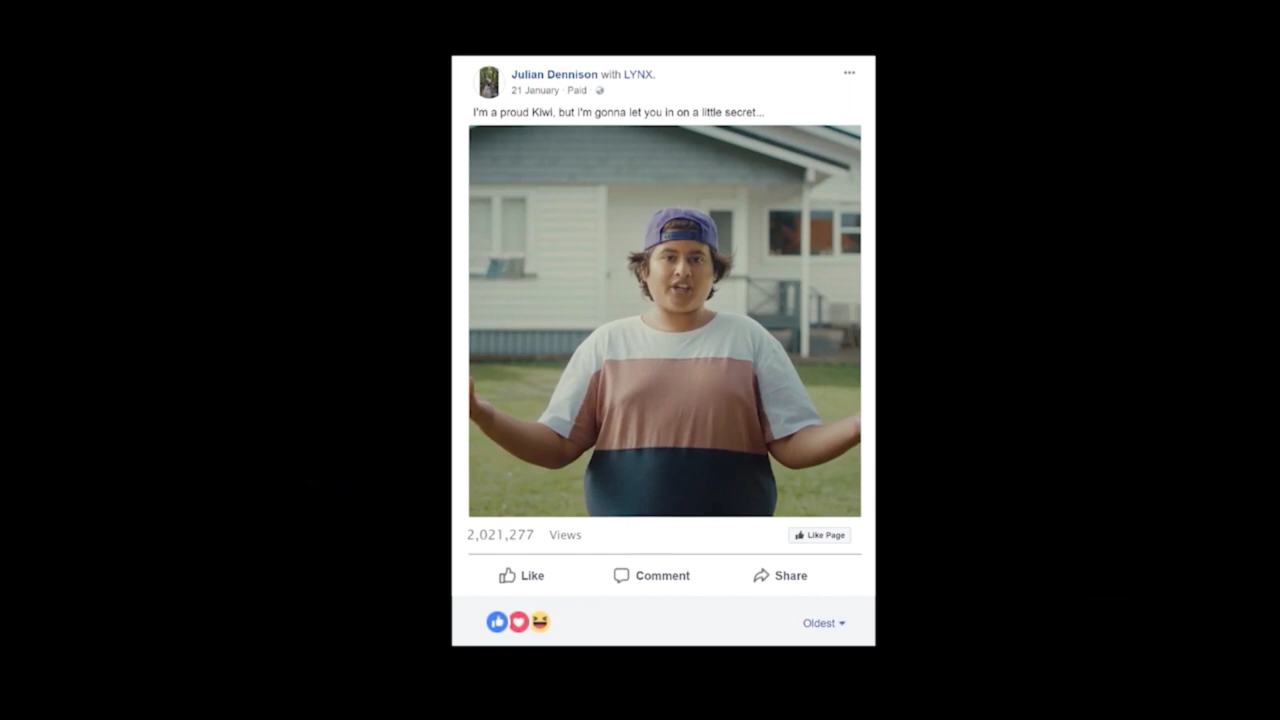 Julian Dennison with LYNX.
21 January · Paid ·
I'm a proud Kiwi, but I'm gonna let you in on a little secret...
2,021,277 Views
Like Page
Like Comment Share
Oldest